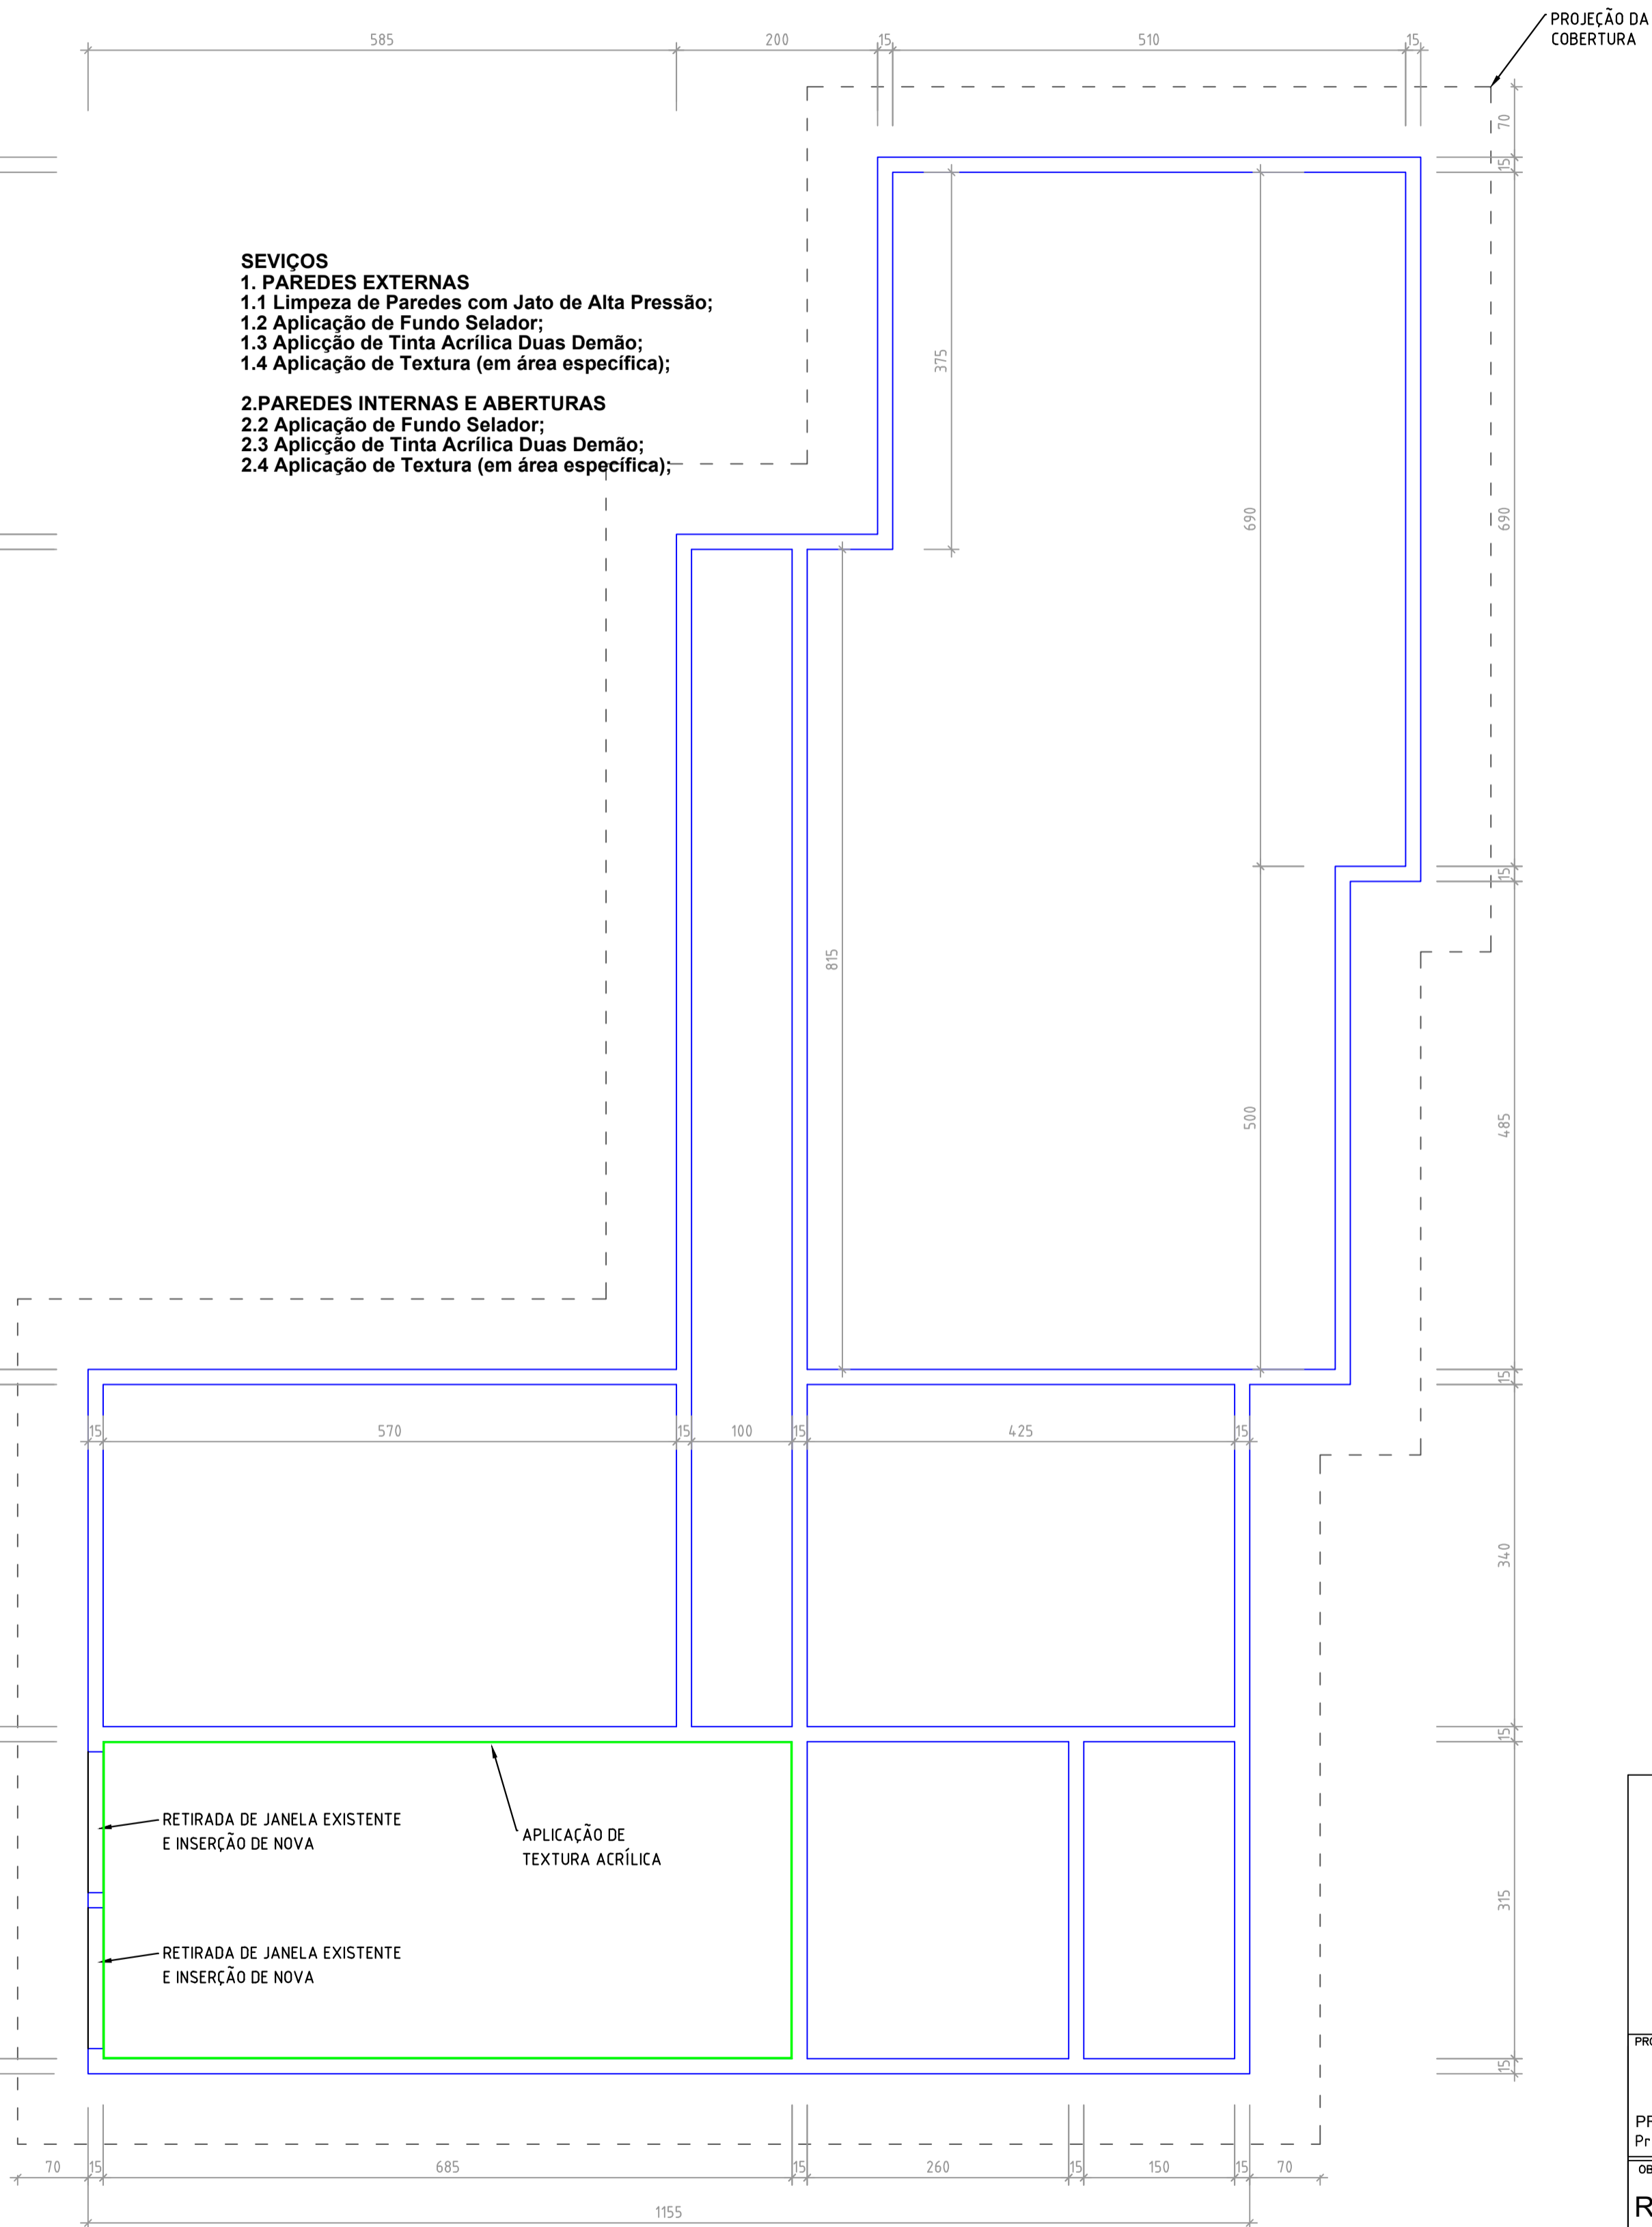 PROJEÇÃO DA
COBERTURA
585
200
15
510
15
70
15
SEVIÇOS
1. PAREDES EXTERNAS
1.1 Limpeza de Paredes com Jato de Alta Pressão;
1.2 Aplicação de Fundo Selador;
1.3 Aplicção de Tinta Acrílica Duas Demão;
1.4 Aplicação de Textura (em área específica);
2.PAREDES INTERNAS E ABERTURAS
2.2 Aplicação de Fundo Selador;
2.3 Aplicção de Tinta Acrílica Duas Demão;
2.4 Aplicação de Textura (em área específica);
375
690
690
15
815
500
485
15
15
570
15
100
15
425
15
340
15
RETIRADA DE JANELA EXISTENTE
E INSERÇÃO DE NOVA
APLICAÇÃO DE
TEXTURA ACRÍLICA
315
RETIRADA DE JANELA EXISTENTE
E INSERÇÃO DE NOVA
15
70
15
685
15
260
15
150
15
70
1155